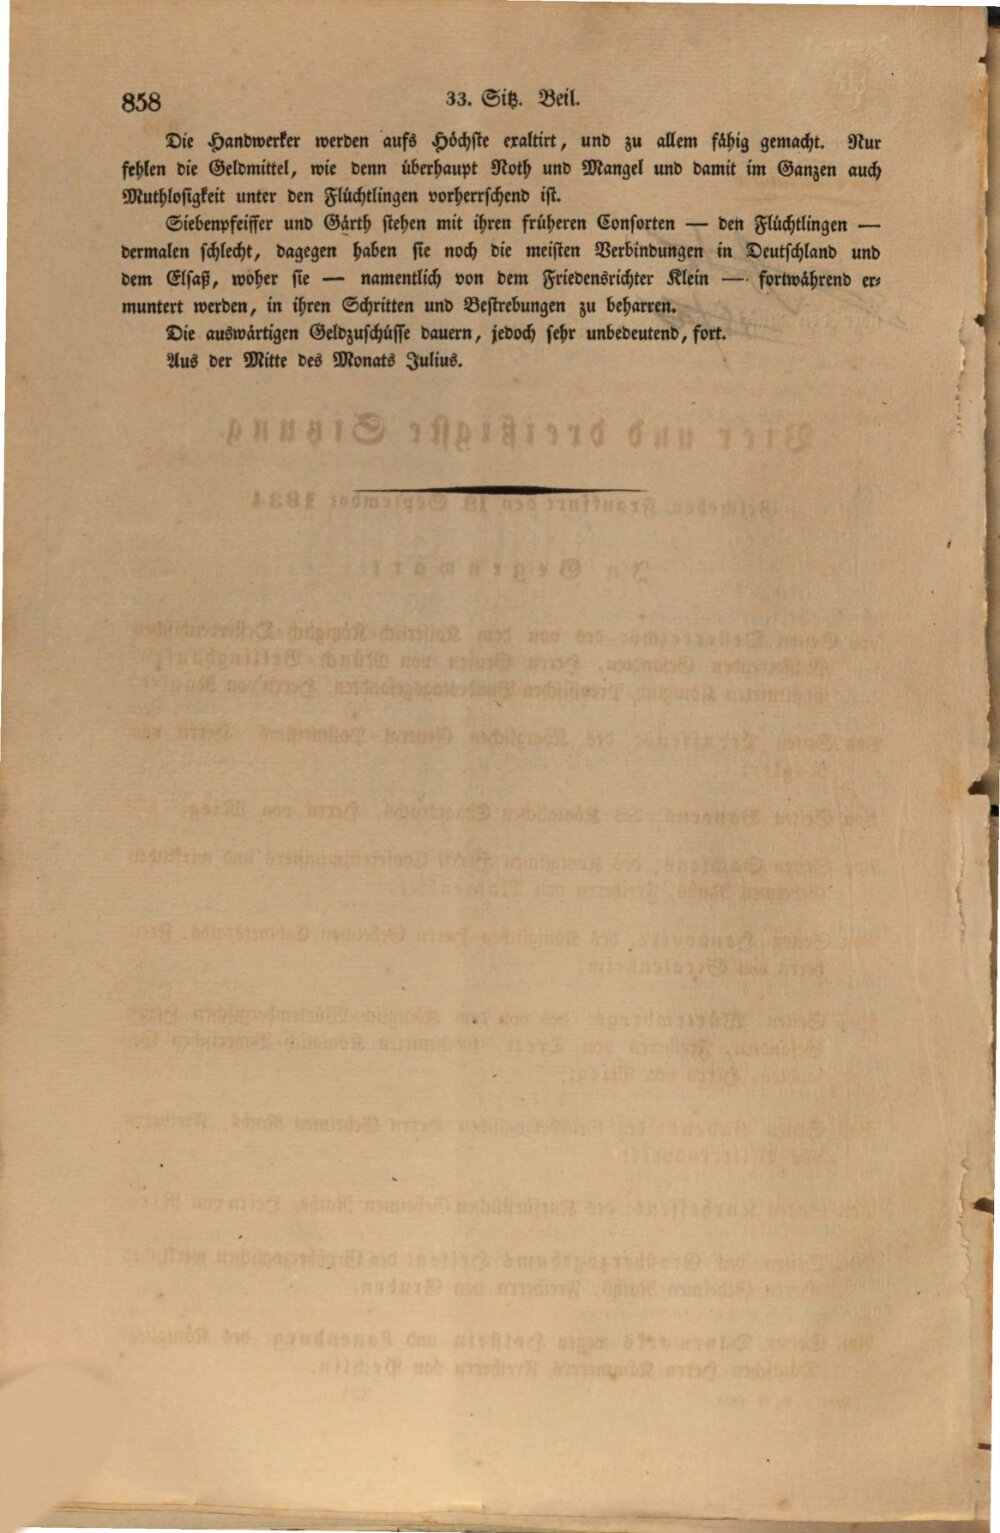 858
33. Sitz. Beil.
Die Handwerker werden aufs Höchste exaltirt, und zu allem fähig gemacht. Nur
fehlen die Geldmittel, wie denn überhaupt Noth und Mangel und damit im Ganzen auch
Muthlosigkeit unter den Flüchtlingen vorherrschend ist.
Siebenpfeiffer und Gärth stehen mit ihren früheren Consorten — den Flüchtlingen —
dermalen schlecht, dagegen haben sie noch die meisten Verbindungen in Deutschland und
dem Elsaß, woher sie — namentlich von dem Friedensrichter Klein — fortwährend er-
muntert werden, in ihren Schritten und Bestrebungen zu beharren.
Die auswärtigen Geldzuschüsse dauern, jedoch sehr unbedeutend, fort.
Aus der Mitte des Monats Julius.